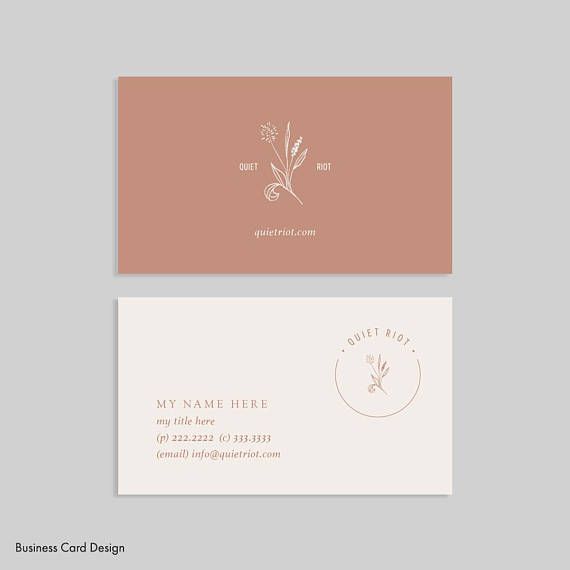 QUIET RIOT
quietriot.com
• QUIET RIOT •
MY NAME HERE
my title here
(p) 222.2222 (c) 333.3333
(email) info@quietriot.com
Business Card Design